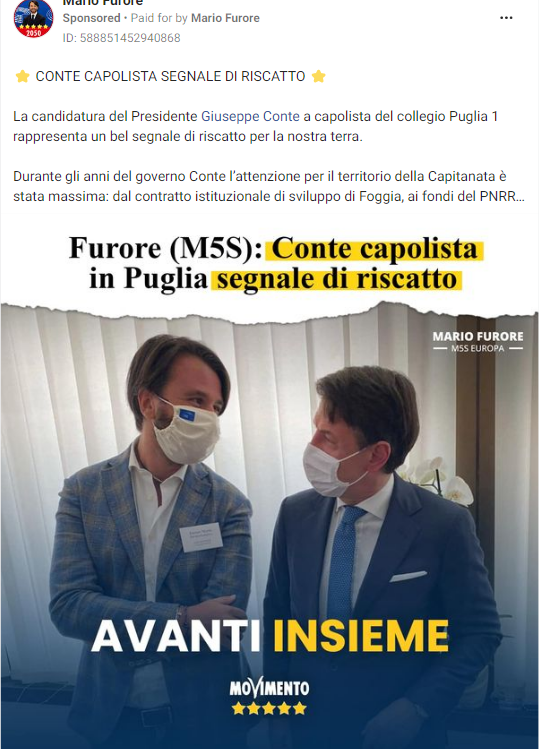 Mario Furore
Sponsored • Paid for by Mario Furore
ID: 588851452940868
⭐ CONTE CAPOLISTA SEGNALE DI RISCATTO ⭐
La candidatura del Presidente Giuseppe Conte a capolista del collegio Puglia 1
rappresenta un bel segnale di riscatto per la nostra terra.
Durante gli anni del governo Conte l’attenzione per il territorio della Capitanata è
stata massima: dal contratto istituzionale di sviluppo di Foggia, ai fondi del PNRR...
Furore (M5S): Conte capolista
in Puglia segnale di riscatto
MARIO FURORE
M5S EUROPA
AVANTI INSIEME
MOVIMENTO
2050